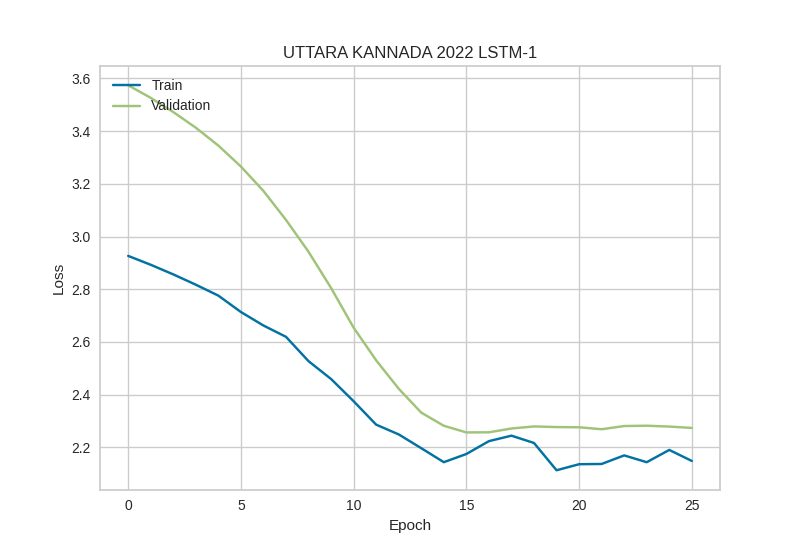 UTTARA KANNADA 2022 LSTM-1
Train
Validation
3.6
3.4
3.2
3.0
2.8
2.6
2.4
2.2
Loss
0 5 10 15 20 25
Epoch